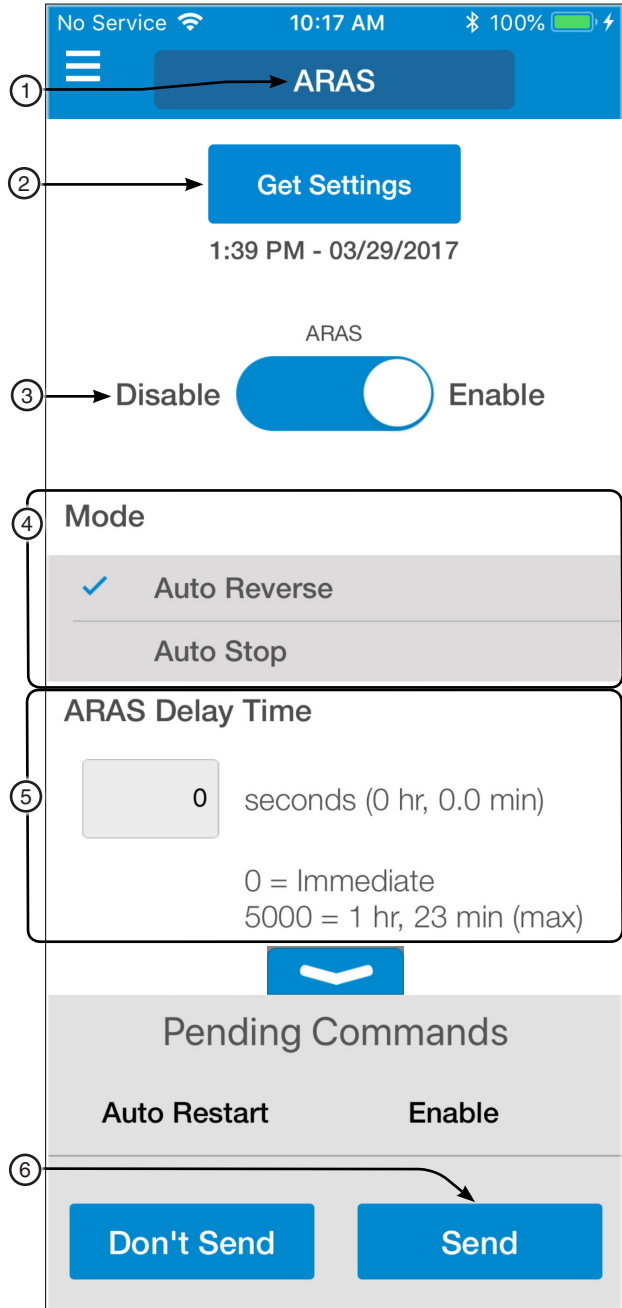 No Service 10:17 AM 100%
1 ARAS
2 Get Settings
1:39 PM - 03/29/2017
ARAS
3 Disable Enable
4 Mode
Auto Reverse
Auto Stop
ARAS Delay Time
5 0 seconds (0 hr, 0.0 min)
0 = Immediate
5000 = 1 hr, 23 min (max)
Pending Commands
Auto Restart Enable
6
Don't Send Send